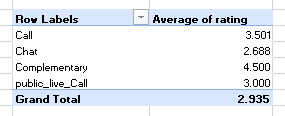 Row Labels Average of rating
Call 3.501
Chat 2.688
Complementary 4.500
public_live_Call 3.000
Grand Total 2.935